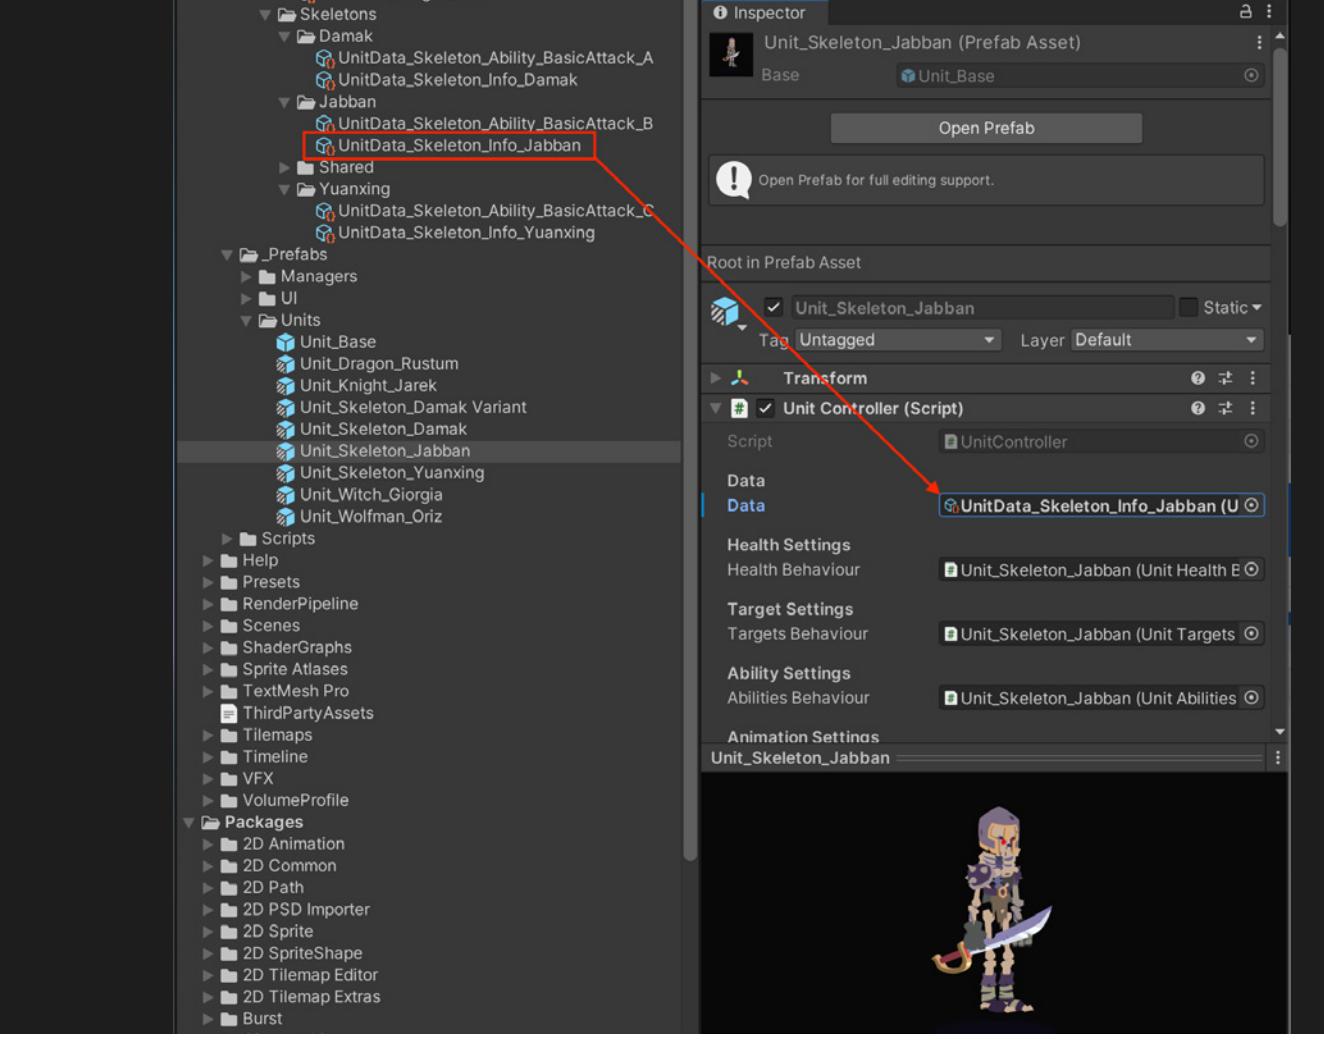 Skeletons
Damak
UnitData_Skeleton_Ability_BasicAttack_A
UnitData_Skeleton_Info_Damak
Jabban
UnitData_Skeleton_Ability_BasicAttack_B
UnitData_Skeleton_Info_Jabban
Shared
Yuanxing
UnitData_Skeleton_Ability_BasicAttack_C
UnitData_Skeleton_Info_Yuanxing
_Prefabs
Managers
UI
Units
Unit_Base
Unit_Dragon_Rustum
Unit_Knight_Jarek
Unit_Skeleton_Damak Variant
Unit_Skeleton_Damak
Unit_Skeleton_Jabban
Unit_Skeleton_Yuanxing
Unit_Witch_Giorgia
Unit_Wolfman_Oriz
Scripts
Help
Presets
RenderPipeline
Scenes
ShaderGraphs
Sprite Atlases
TextMesh Pro
ThirdPartyAssets
Tilemaps
Timeline
VFX
VolumeProfile
Packages
2D Animation
2D Common
2D Path
2D PSD Importer
2D Sprite
2D SpriteShape
2D Tilemap Editor
2D Tilemap Extras
Burst
Inspector
Unit_Skeleton_Jabban (Prefab Asset)
Base Unit_Base
Open Prefab
Open Prefab for full editing support.
Root in Prefab Asset
Unit_Skeleton_Jabban Static
Tag Untagged Layer Default
Transform
# Unit Controller (Script)
Script # UnitController
Data
Data UnitData_Skeleton_Info_Jabban (U
Health Settings
Health Behaviour # Unit_Skeleton_Jabban (Unit Health B
Target Settings
Targets Behaviour # Unit_Skeleton_Jabban (Unit Targets
Ability Settings
Abilities Behaviour # Unit_Skeleton_Jabban (Unit Abilities
Animation Settings
Unit_Skeleton_Jabban